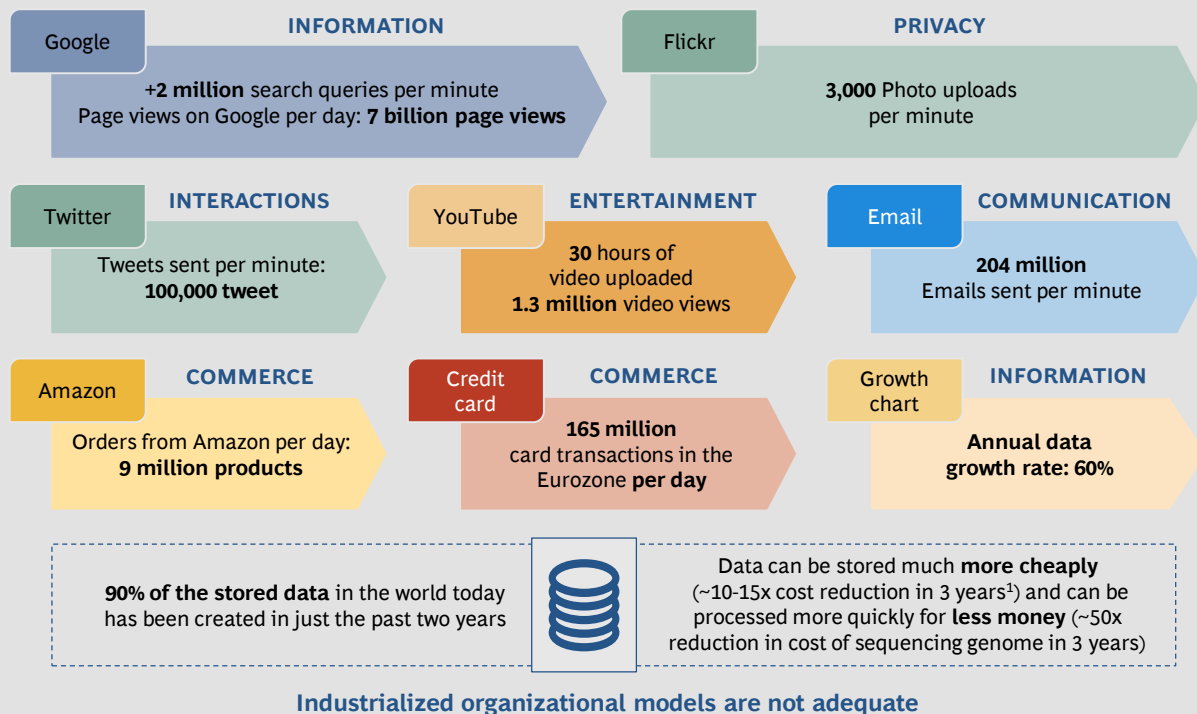 Google
INFORMATION
+2 million search queries per minute
Page views on Google per day: 7 billion page views
Flickr
PRIVACY
3,000 Photo uploads
per minute
Twitter
INTERACTIONS
Tweets sent per minute:
100,000 tweet
YouTube
ENTERTAINMENT
30 hours of
video uploaded
1.3 million video views
Email
COMMUNICATION
204 million
Emails sent per minute
Amazon
COMMERCE
Orders from Amazon per day:
9 million products
Credit
card
COMMERCE
165 million
card transactions in the
Eurozone per day
Growth
chart
INFORMATION
Annual data
growth rate: 60%
90% of the stored data in the world today
has been created in just the past two years
Data can be stored much more cheaply
(~10-15x cost reduction in 3 years¹) and can be
processed more quickly for less money (~50x
reduction in cost of sequencing genome in 3 years)
Industrialized organizational models are not adequate